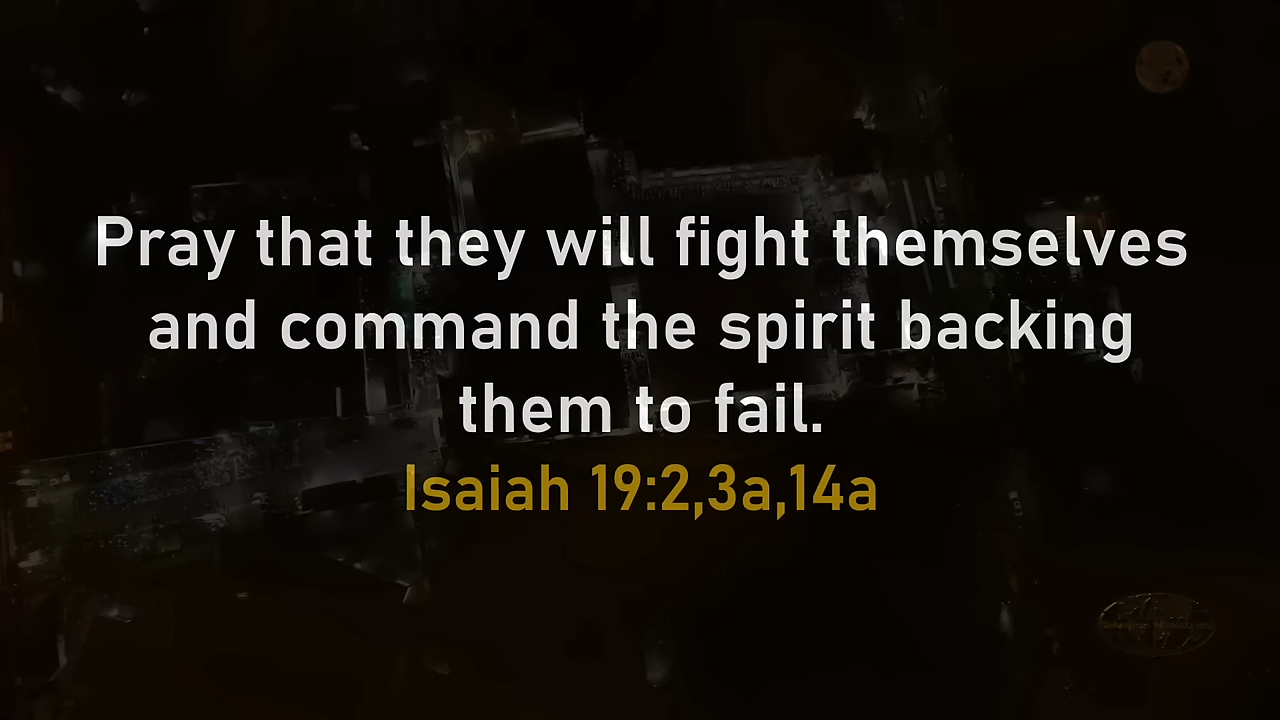 Pray that they will fight themselves
and command the spirit backing
them to fail.
Isaiah 19:2,3a,14a